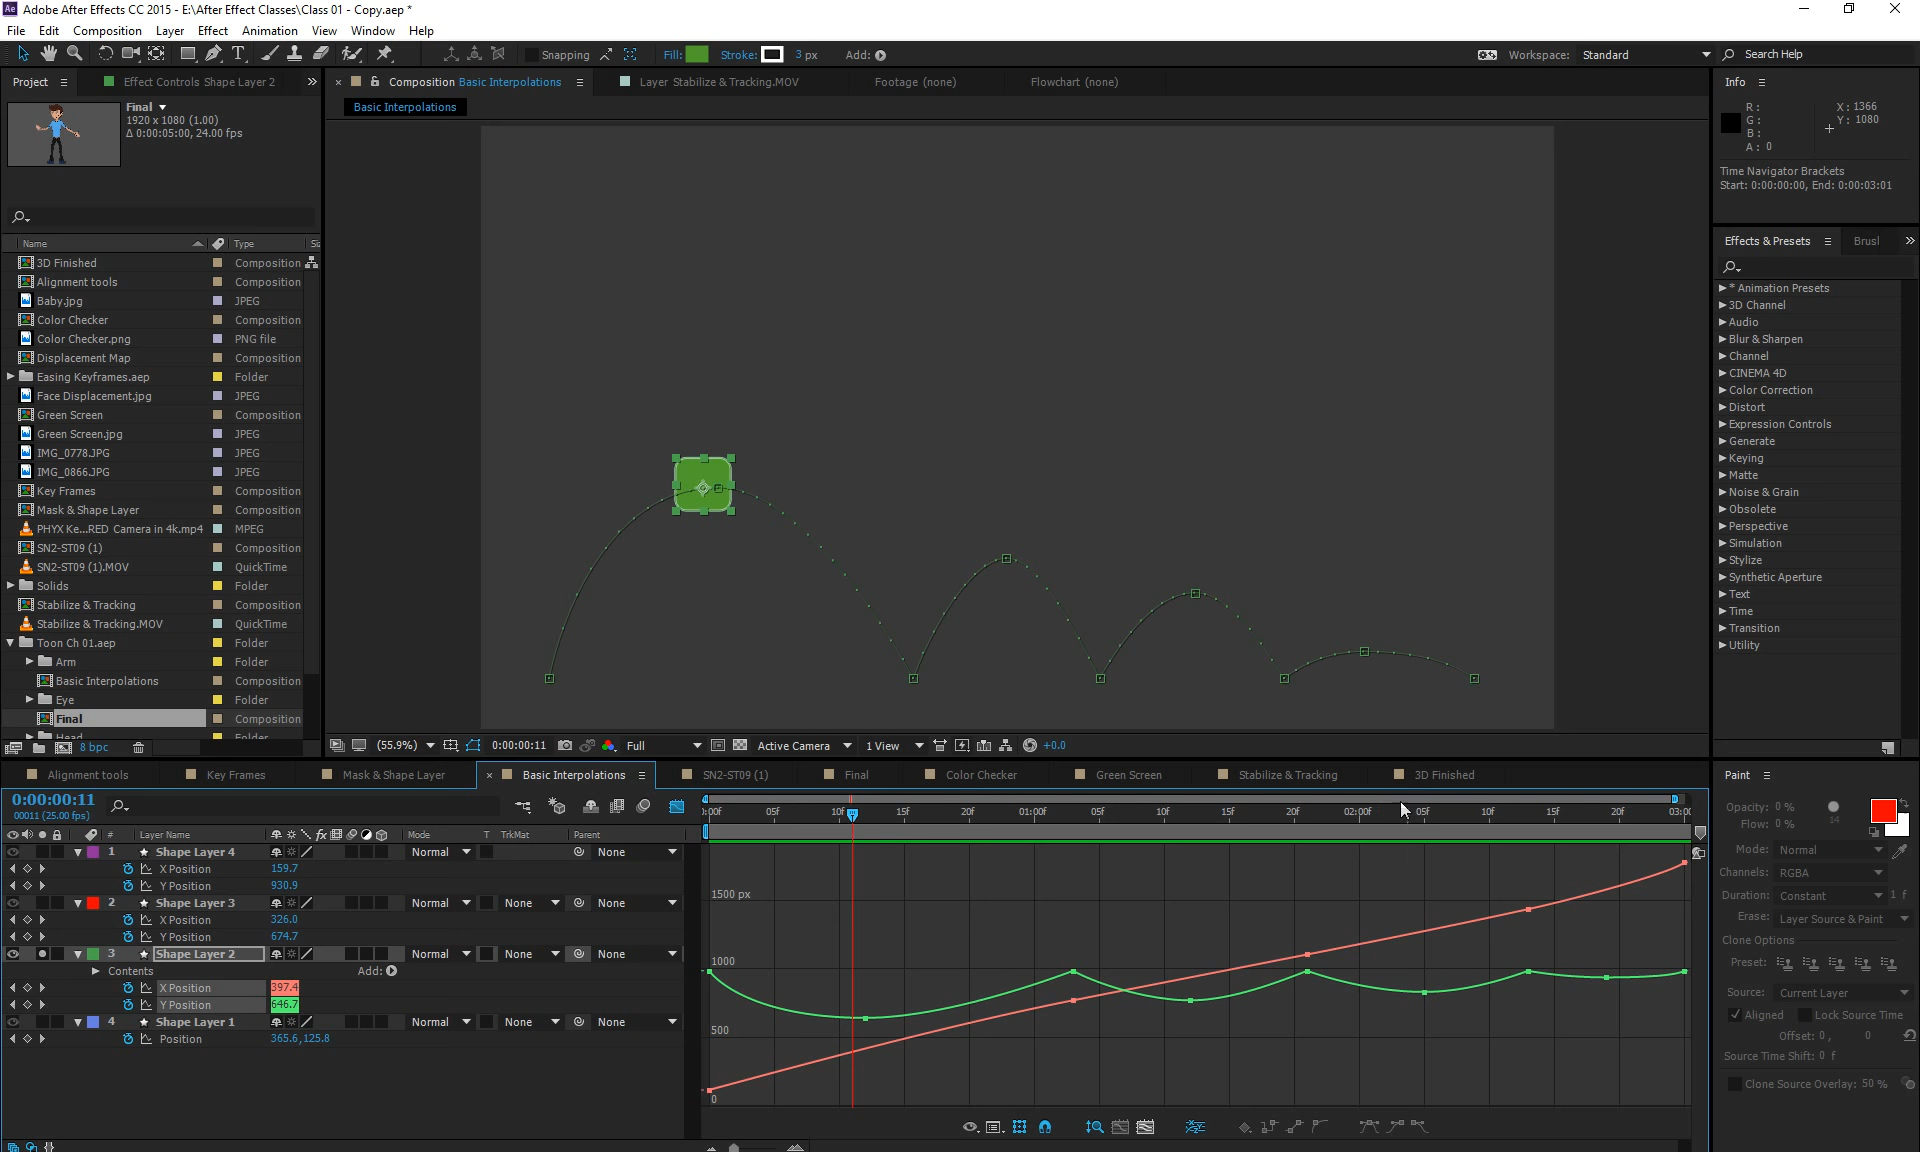 Adobe After Effects CC 2015 - E:\After Effect Classes\Class 01 - Copy.aep *
File Edit Composition Layer Effect Animation View Window Help
Snapping Fill: Stroke: 3 px Add: Workspace: Standard Search Help
Project Effect Controls Shape Layer 2
Composition Basic Interpolations Layer Stabilize & Tracking.MOV Footage (none) Flowchart (none)
Basic Interpolations
Final
1920 x 1080 (1.00)
Δ 0:00:05:00, 24.00 fps
Name Type
3D Finished Composition
Alignment tools Composition
Baby.jpg JPEG
Color Checker Composition
Color Checker.png PNG file
Displacement Map Composition
Easing Keyframes.aep Folder
Face Displacement.jpg JPEG
Green Screen Composition
Green Screen.jpg JPEG
IMG_0778.JPG JPEG
IMG_0866.JPG JPEG
Key Frames Composition
Mask & Shape Layer Composition
PHYX Ke...RED Camera in 4k.mp4 MPEG
SN2-ST09 (1) Composition
SN2-ST09 (1).MOV QuickTime
Solids Folder
Stabilize & Tracking Composition
Stabilize & Tracking.MOV QuickTime
Toon Ch 01.aep Folder
Arm Folder
Basic Interpolations Composition
Eye Folder
Final Composition
Head Folder
8 bpc
(55.9%) 0:00:00:11 Full Active Camera 1 View +0.0
Info
R: X: 1366
G: Y: 1080
B:
A: 0
Time Navigator Brackets
Start: 0:00:00:00, End: 0:00:03:01
Effects & Presets Brusl
* Animation Presets
3D Channel
Audio
Blur & Sharpen
Channel
CINEMA 4D
Color Correction
Distort
Expression Controls
Generate
Keying
Matte
Noise & Grain
Obsolete
Perspective
Simulation
Stylize
Synthetic Aperture
Text
Time
Transition
Utility
Alignment tools Key Frames Mask & Shape Layer Basic Interpolations SN2-ST09 (1) Final Color Checker Green Screen Stabilize & Tracking 3D Finished
0:00:00:11
00011 (25.00 fps)
:00F 05f 10f 15f 20f 01:00f 05f 10f 15f 20f 02:00f 05f 10f 15f 20f 03:00
# Layer Name Mode T TrkMat Parent
1 Shape Layer 4 Normal None
X Position 159.7
Y Position 930.9
2 Shape Layer 3 Normal None None
X Position 326.0
Y Position 674.7
3 Shape Layer 2 Normal None None
Contents Add:
X Position 397.4
Y Position 646.7
4 Shape Layer 1 Normal None None
Position 365.6,125.8
1500 px
1000
500
0
Paint
Opacity: 0 %
Flow: 0 % 14
Mode: Normal
Channels: RGBA
Duration: Constant 1 f
Erase: Layer Source & Paint
Clone Options
Preset:
Source: Current Layer
Aligned Lock Source Time
Offset: 0, 0
Source Time Shift: 0 f
Clone Source Overlay: 50 %